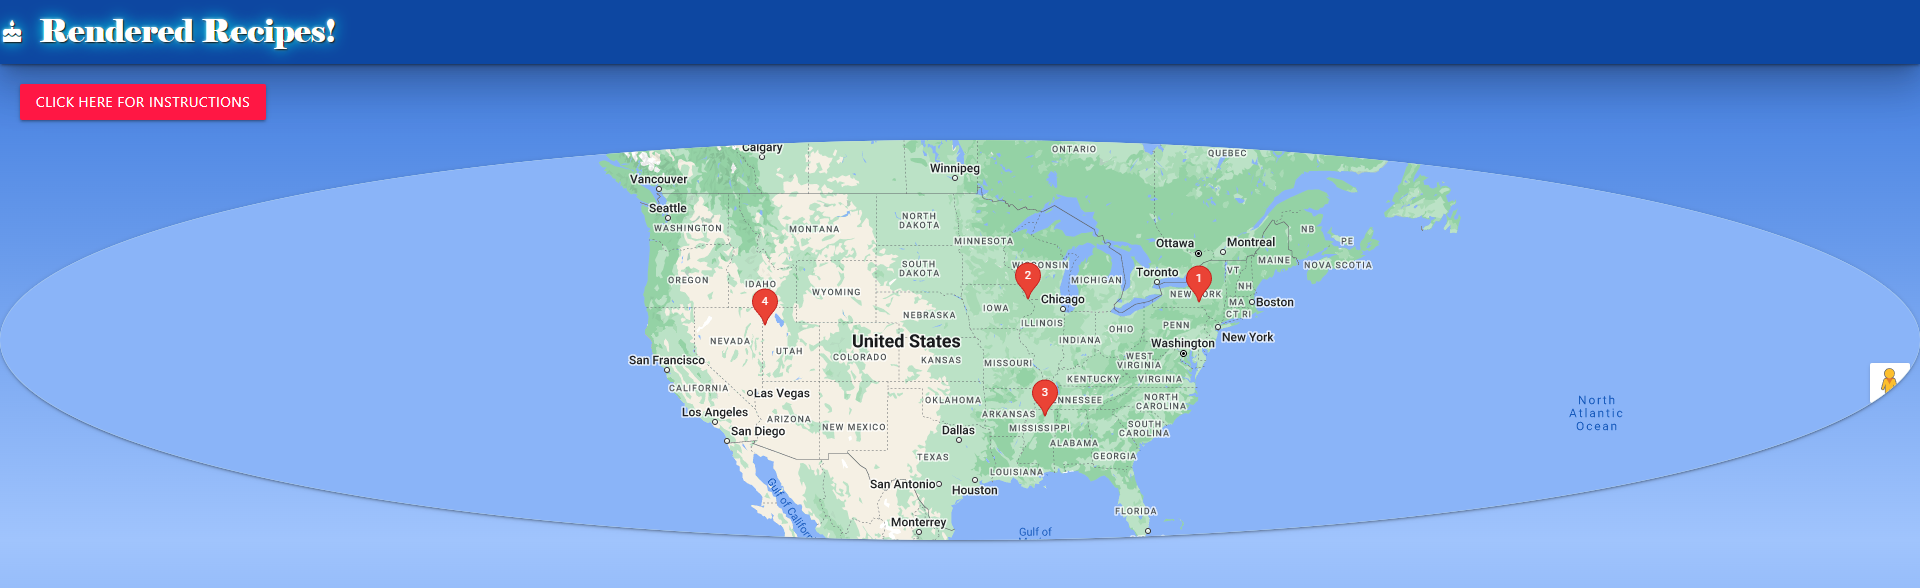 Rendered Recipes!
CLICK HERE FOR INSTRUCTIONS
Calgary
ONTARIO
QUEBEC
Winnipeg
Vancouver
Seattle
WASHINGTON
MONTANA
NORTH
DAKOTA
MINNESOTA
Ottawa
Montreal
NB
PE
MAINE
NOVA SCOTIA
SOUTH
DAKOTA
WISCONSIN
MICHIGAN
Toronto
VT
OREGON
IDAHO
WYOMING
IOWA
Chicago
NEW YORK
NH
MA
Boston
CT RI
1
2
3
4
NEBRASKA
ILLINOIS
OHIO
PENN
New York
NEVADA
UTAH
United States
INDIANA
Washington
San Francisco
COLORADO
KANSAS
MISSOURI
WEST
VIRGINIA
KENTUCKY
VIRGINIA
CALIFORNIA
Las Vegas
OKLAHOMA
TENNESSEE
NORTH
CAROLINA
Los Angeles
ARIZONA
NEW MEXICO
ARKANSAS
San Diego
Dallas
MISSISSIPPI
SOUTH
CAROLINA
ALABAMA
TEXAS
GEORGIA
LOUISIANA
San Antonio
Houston
Gulf of Californ
Monterrey
FLORIDA
Gulf of
North
Atlantic
Ocean